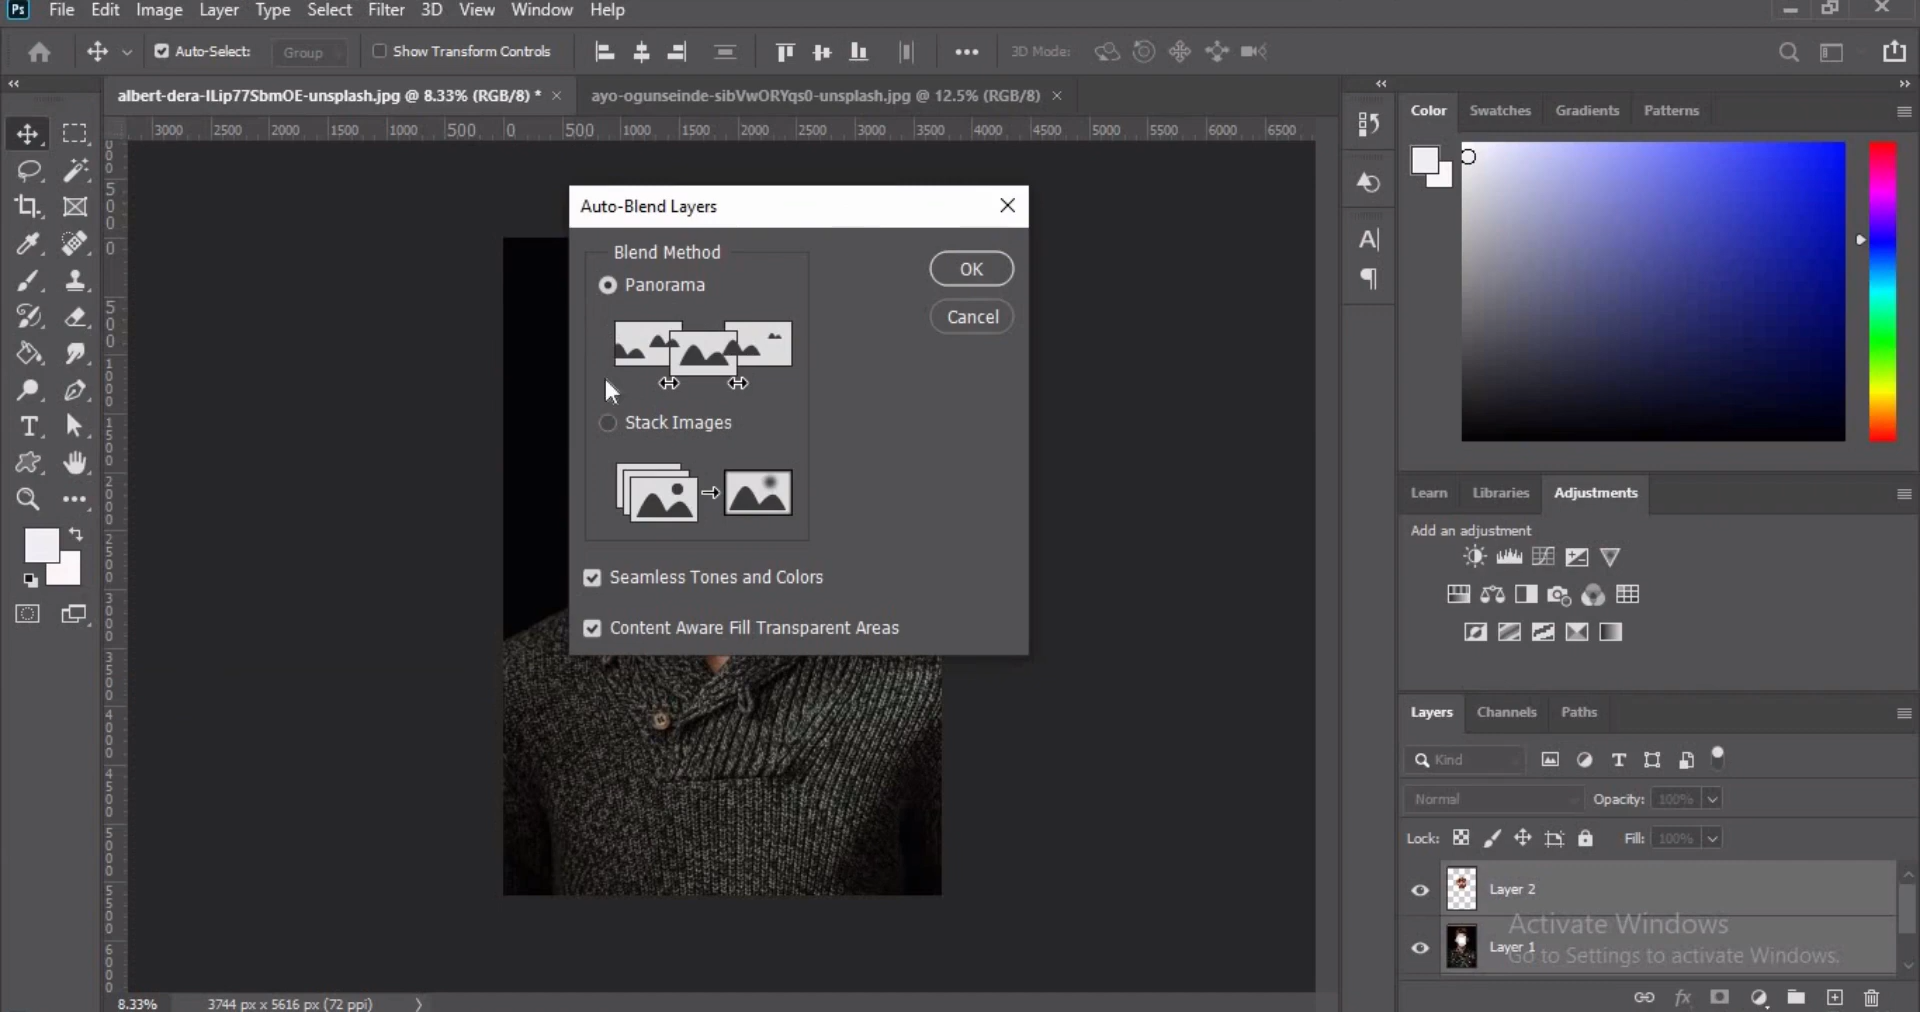 Ps File Edit Image Layer Type Select Filter 3D View Window Help
Auto-Select: Group Show Transform Controls 3D Mode:
albert-dera-ILip77SbmOE-unsplash.jpg @ 8.33% (RGB/8) * ayo-ogunseinde-sibVwORYqs0-unsplash.jpg @ 12.5% (RGB/8)
3000 2500 2000 1500 1000 500 0 500 1000 1500 2000 2500 3000 3500 4000 4500 5000 5500 6000 6500
Color Swatches Gradients Patterns
Auto-Blend Layers
Blend Method
Panorama
OK
Cancel
Stack Images
Seamless Tones and Colors
Content Aware Fill Transparent Areas
Learn Libraries Adjustments
Add an adjustment
Layers Channels Paths
Kind
Normal Opacity: 100%
Lock: Fill: 100%
Layer 2
Activate Windows
Layer 1
Go to Settings to activate Windows.
8.33% 3744 px x 5616 px (72 ppi)